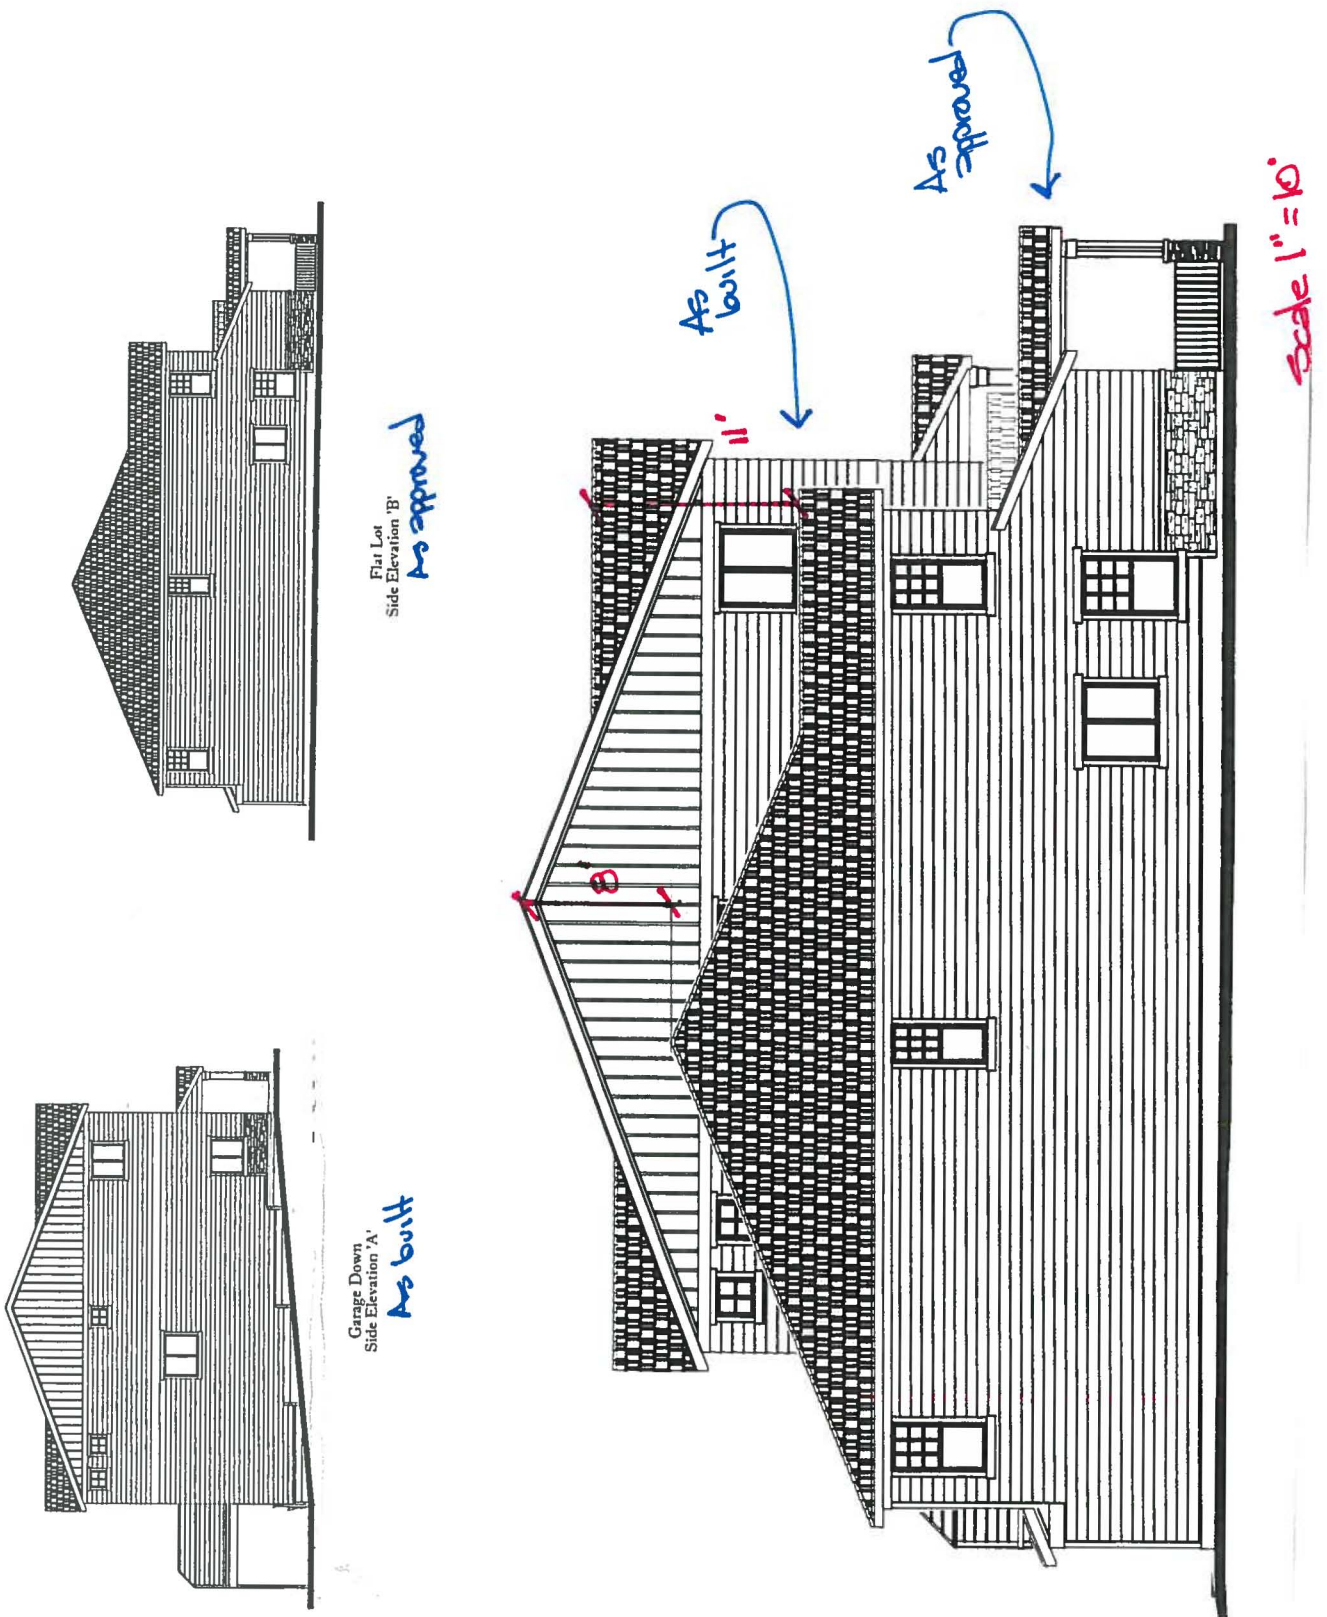 As
approved
As
built
11'
8'
Scale 1" = 10'
Flat Lot
Side Elevation 'B'
As approved
Garage Down
Side Elevation 'A'
As built